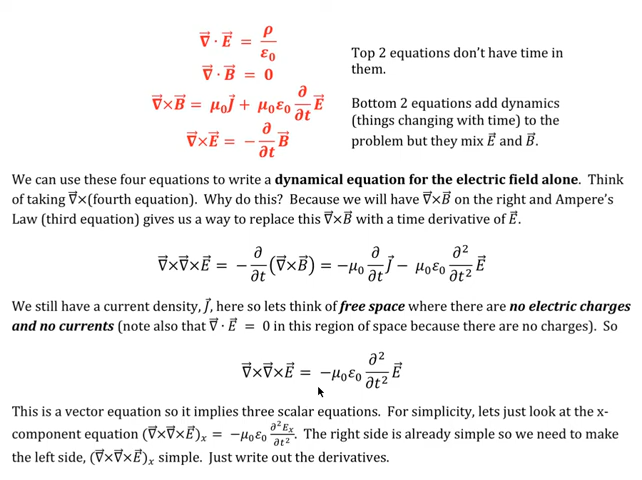 ∇⃗ · E⃗ = ρ/ε₀
∇⃗ · B⃗ = 0
∇⃗×B⃗ = μ₀J⃗ + μ₀ε₀ ∂/∂t E⃗
∇⃗×E⃗ = −∂/∂t B⃗
Top 2 equations don't have time in
them.
Bottom 2 equations add dynamics
(things changing with time) to
the problem but they mix E⃗ and B⃗.
We can use these four equations to write a dynamical equation for the electric field alone. Think
of taking ∇⃗×(fourth equation). Why do this? Because we will have ∇⃗×B⃗ on the right and Ampere's
Law (third equation) gives us a way to replace this ∇⃗×B⃗ with a time derivative of E⃗.
∇⃗×∇⃗×E⃗ = −∂/∂t (∇⃗×B⃗) = −μ₀ ∂/∂t J⃗ − μ₀ε₀ ∂²/∂t² E⃗
We still have a current density, J⃗, here so lets think of free space where there are no electric charges
and no currents (note also that ∇⃗ · E⃗ = 0 in this region of space because there are no charges). So
∇⃗×∇⃗×E⃗ = −μ₀ε₀ ∂²/∂t² E⃗
This is a vector equation so it implies three scalar equations. For simplicity, lets just look at the x-
component equation (∇⃗×∇⃗×E⃗)ₓ = −μ₀ε₀ ∂²Eₓ/∂t². The right side is already simple so we need to make
the left side, (∇⃗×∇⃗×E⃗)ₓ simple. Just write out the derivatives.